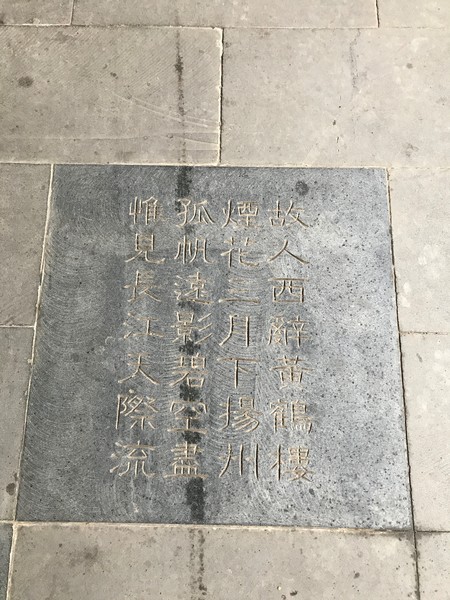 故人西辭黃鶴樓
煙花三月下揚州
孤帆遠影碧空盡
惟見長江天際流